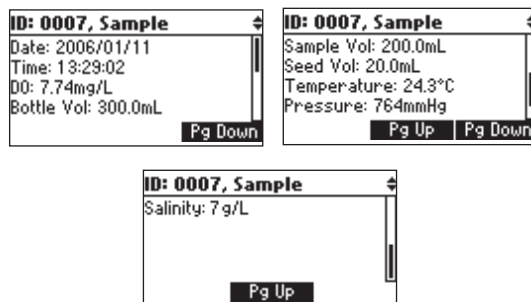 ID: 0007, Sample
Date: 2006/01/11
Time: 13:29:02
DO: 7.74mg/L
Bottle Vol: 300.0mL
Pg Down
ID: 0007, Sample
Sample Vol: 200.0mL
Seed Vol: 20.0mL
Temperature: 24.3°C
Pressure: 764mmHg
Pg Up Pg Down
ID: 0007, Sample
Salinity: 7g/L
Pg Up